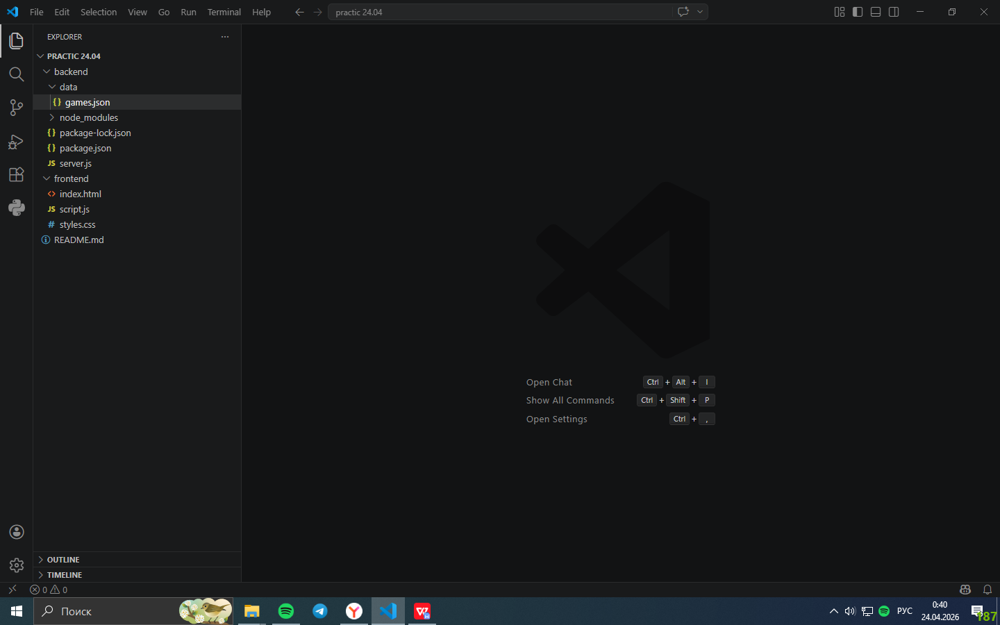 File Edit Selection View Go Run Terminal Help
practic 24.04
EXPLORER
PRACTIC 24.04
backend
data
{} games.json
node_modules
{} package-lock.json
{} package.json
JS server.js
frontend
<> index.html
JS script.js
# styles.css
README.md
Open Chat Ctrl + Alt + I
Show All Commands Ctrl + Shift + P
Open Settings Ctrl + ,
OUTLINE
TIMELINE
0 0
Поиск
РУС
0:40
24.04.2026
187